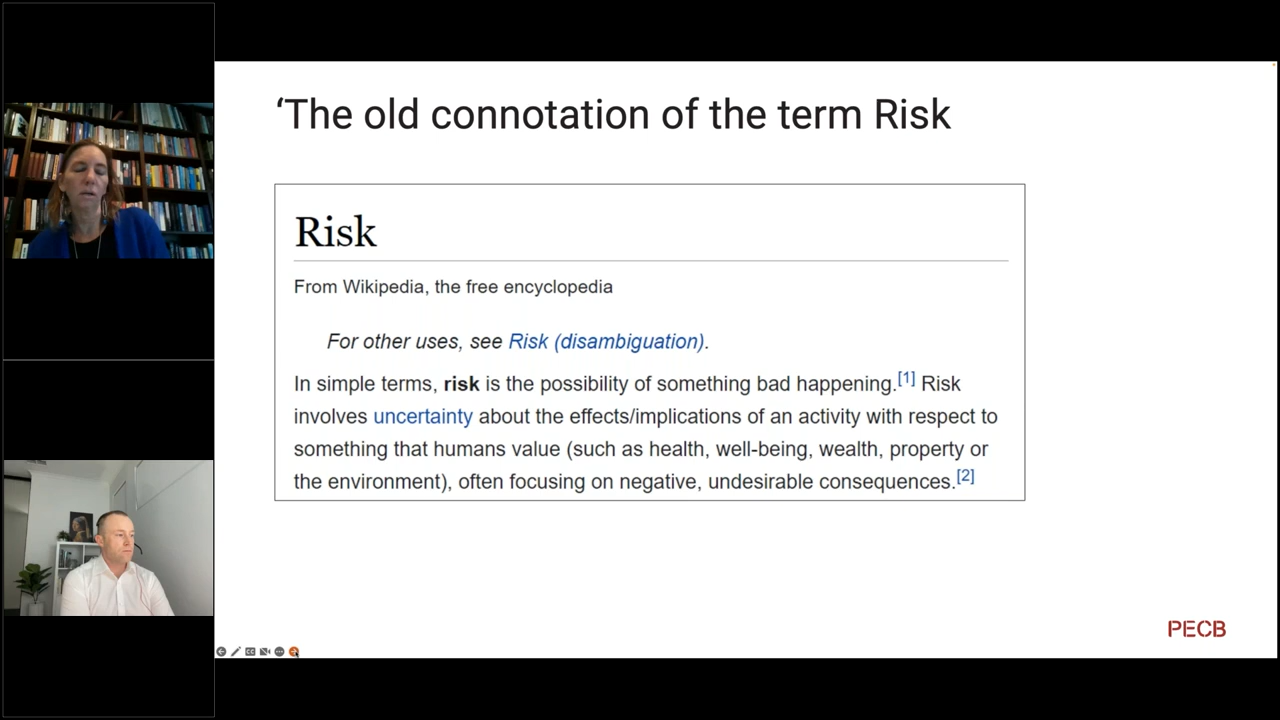 ‘The old connotation of the term Risk
Risk
From Wikipedia, the free encyclopedia
For other uses, see Risk (disambiguation).
In simple terms, risk is the possibility of something bad happening.[1] Risk
involves uncertainty about the effects/implications of an activity with respect to
something that humans value (such as health, well-being, wealth, property or
the environment), often focusing on negative, undesirable consequences.[2]
PECB